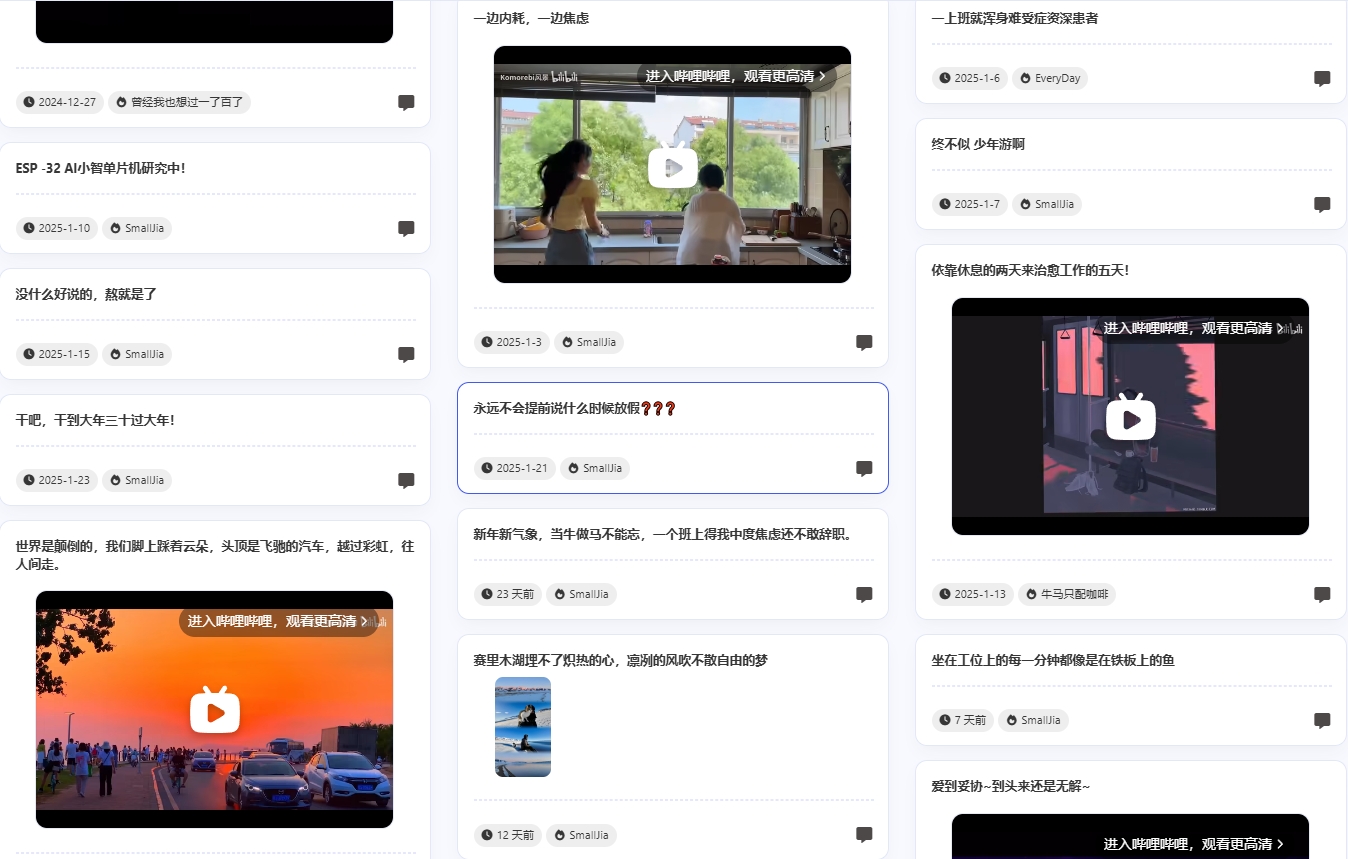 2024-12-27
曾经我也想过一了百了
ESP -32 AI小智单片机研究中!
2025-1-10
SmallJia
没什么好说的，熬就是了
2025-1-15
SmallJia
干吧，干到大年三十过大年!
2025-1-23
SmallJia
世界是颠倒的，我们脚上踩着云朵，头顶是飞驰的汽车，越过彩虹，往
人间走。
进入哔哩哔哩，观看更高清
bilibili
一边内耗，一边焦虑
Komorebi风景 bilibili
进入哔哩哔哩，观看更高清
2025-1-3
SmallJia
永远不会提前说什么时候放假❓❓❓
2025-1-21
SmallJia
新年新气象，当牛做马不能忘，一个班上得我中度焦虑还不敢辞职。
23 天前
SmallJia
赛里木湖埋不了炽热的心，凛冽的风吹不散自由的梦
12 天前
SmallJia
一上班就浑身难受症资深患者
2025-1-6
EveryDay
终不似 少年游啊
2025-1-7
SmallJia
依靠休息的两天来治愈工作的五天!
进入哔哩哔哩，观看更高清
bilibili
2025-1-13
牛马只配咖啡
坐在工位上的每一分钟都像是在铁板上的鱼
7 天前
SmallJia
爱到妥协~到头来还是无解~
进入哔哩哔哩，观看更高清